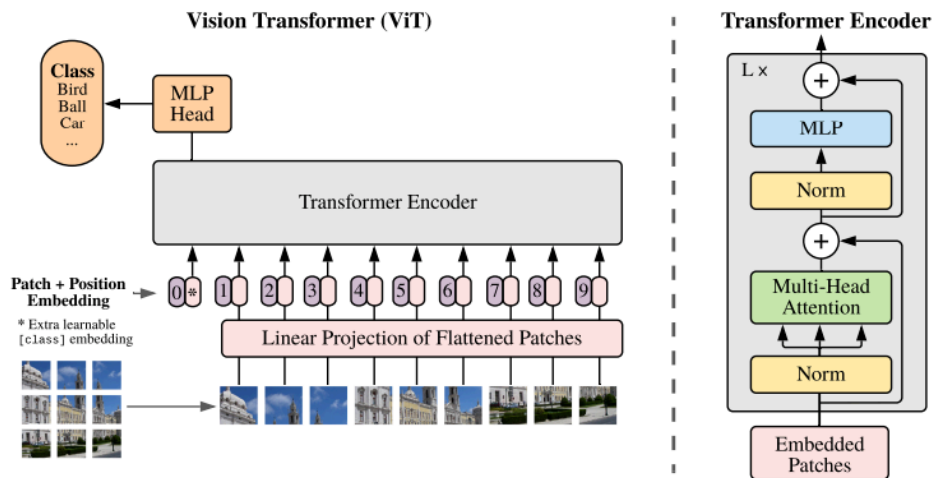 Vision Transformer (ViT)
Class
Bird
Ball
Car
...
MLP
Head
Transformer Encoder
Patch + Position
Embedding
* Extra learnable
[class] embedding
0 * 1 2 3 4 5 6 7 8 9
Linear Projection of Flattened Patches
Transformer Encoder
L ×
+
MLP
Norm
+
Multi-Head
Attention
Norm
Embedded
Patches